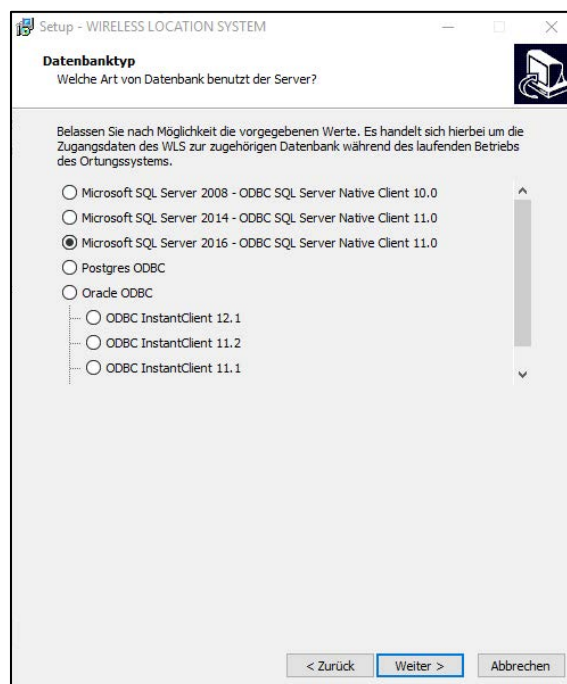 Setup - WIRELESS LOCATION SYSTEM
Datenbanktyp
Welche Art von Datenbank benutzt der Server?
Belassen Sie nach Möglichkeit die vorgegebenen Werte. Es handelt sich hierbei um die
Zugangsdaten des WLS zur zugehörigen Datenbank während des laufenden Betriebs
des Ortungssystems.
Microsoft SQL Server 2008 - ODBC SQL Server Native Client 10.0
Microsoft SQL Server 2014 - ODBC SQL Server Native Client 11.0
Microsoft SQL Server 2016 - ODBC SQL Server Native Client 11.0
Postgres ODBC
Oracle ODBC
ODBC InstantClient 12.1
ODBC InstantClient 11.2
ODBC InstantClient 11.1
< Zurück
Weiter >
Abbrechen